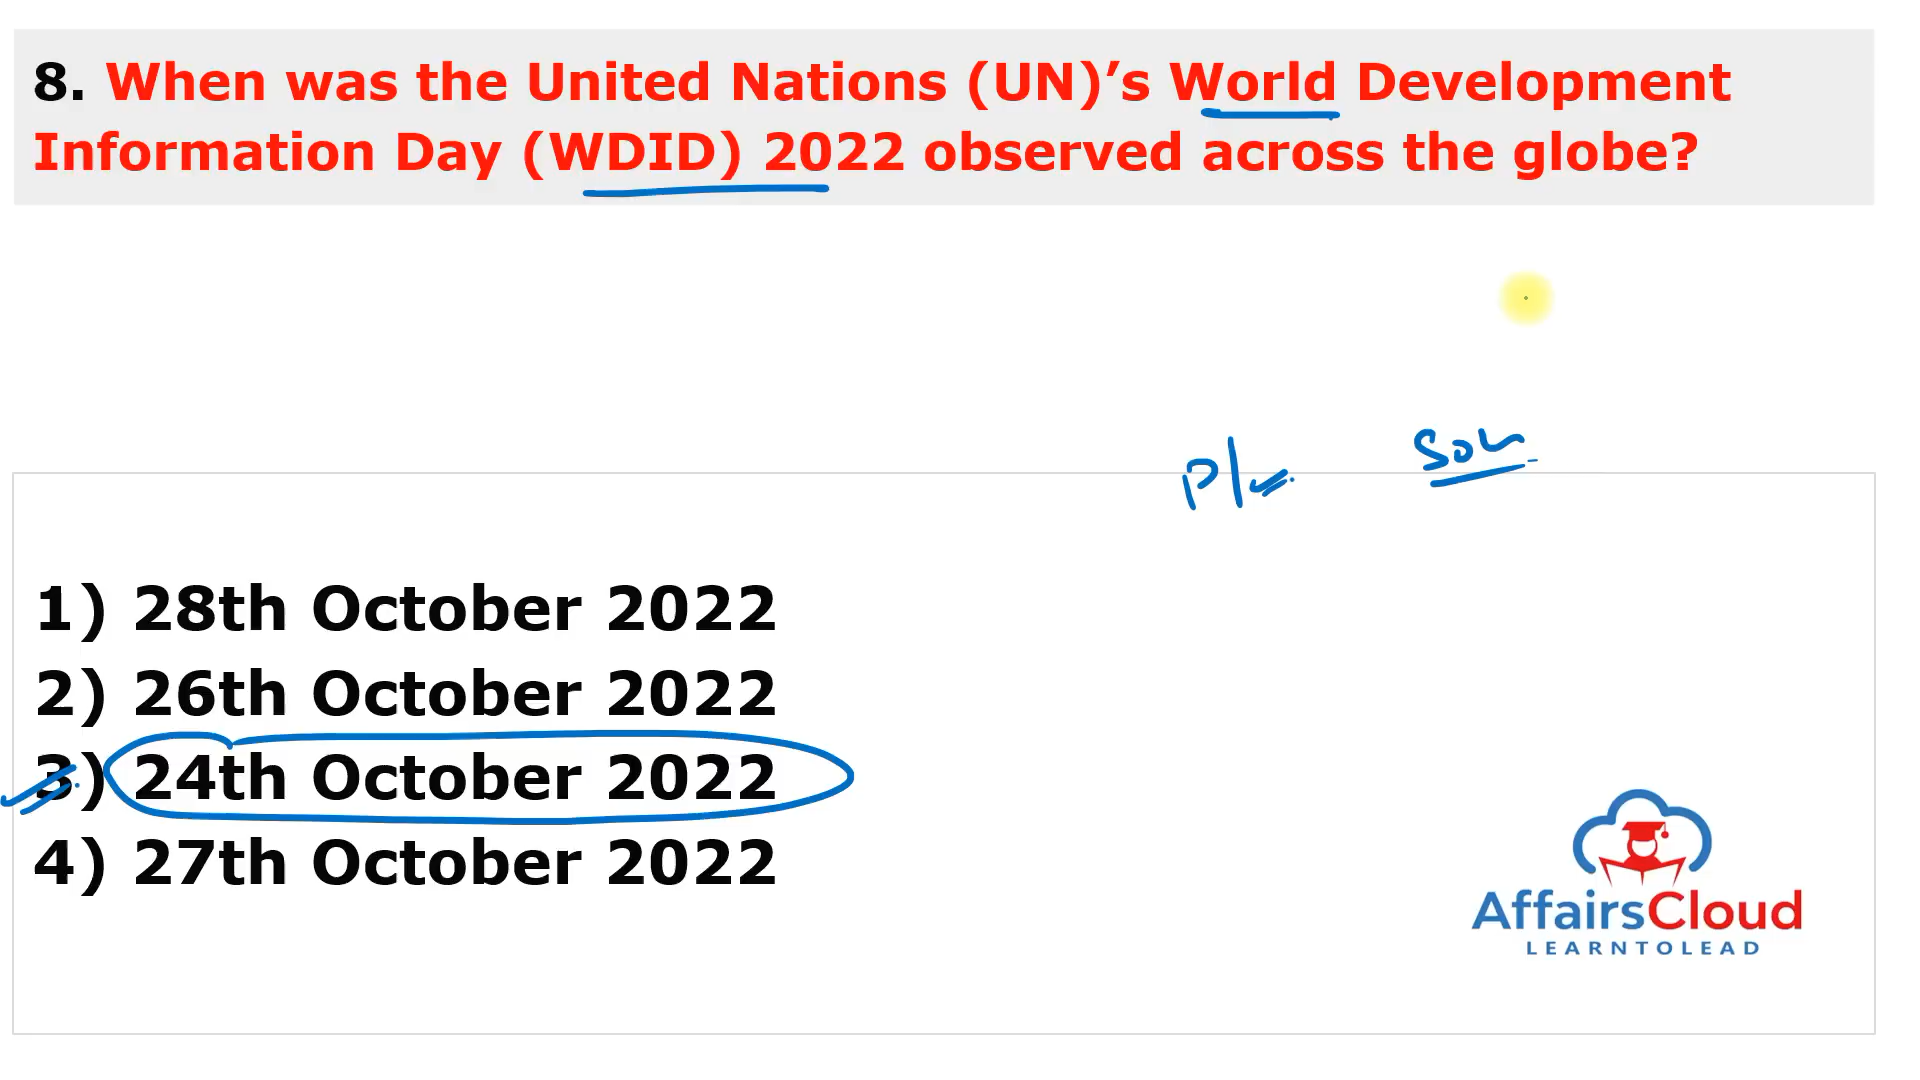 8. When was the United Nations (UN)’s World Development
Information Day (WDID) 2022 observed across the globe?
1) 28th October 2022
2) 26th October 2022
3) 24th October 2022
4) 27th October 2022
AffairsCloud
LEARNTOLEAD